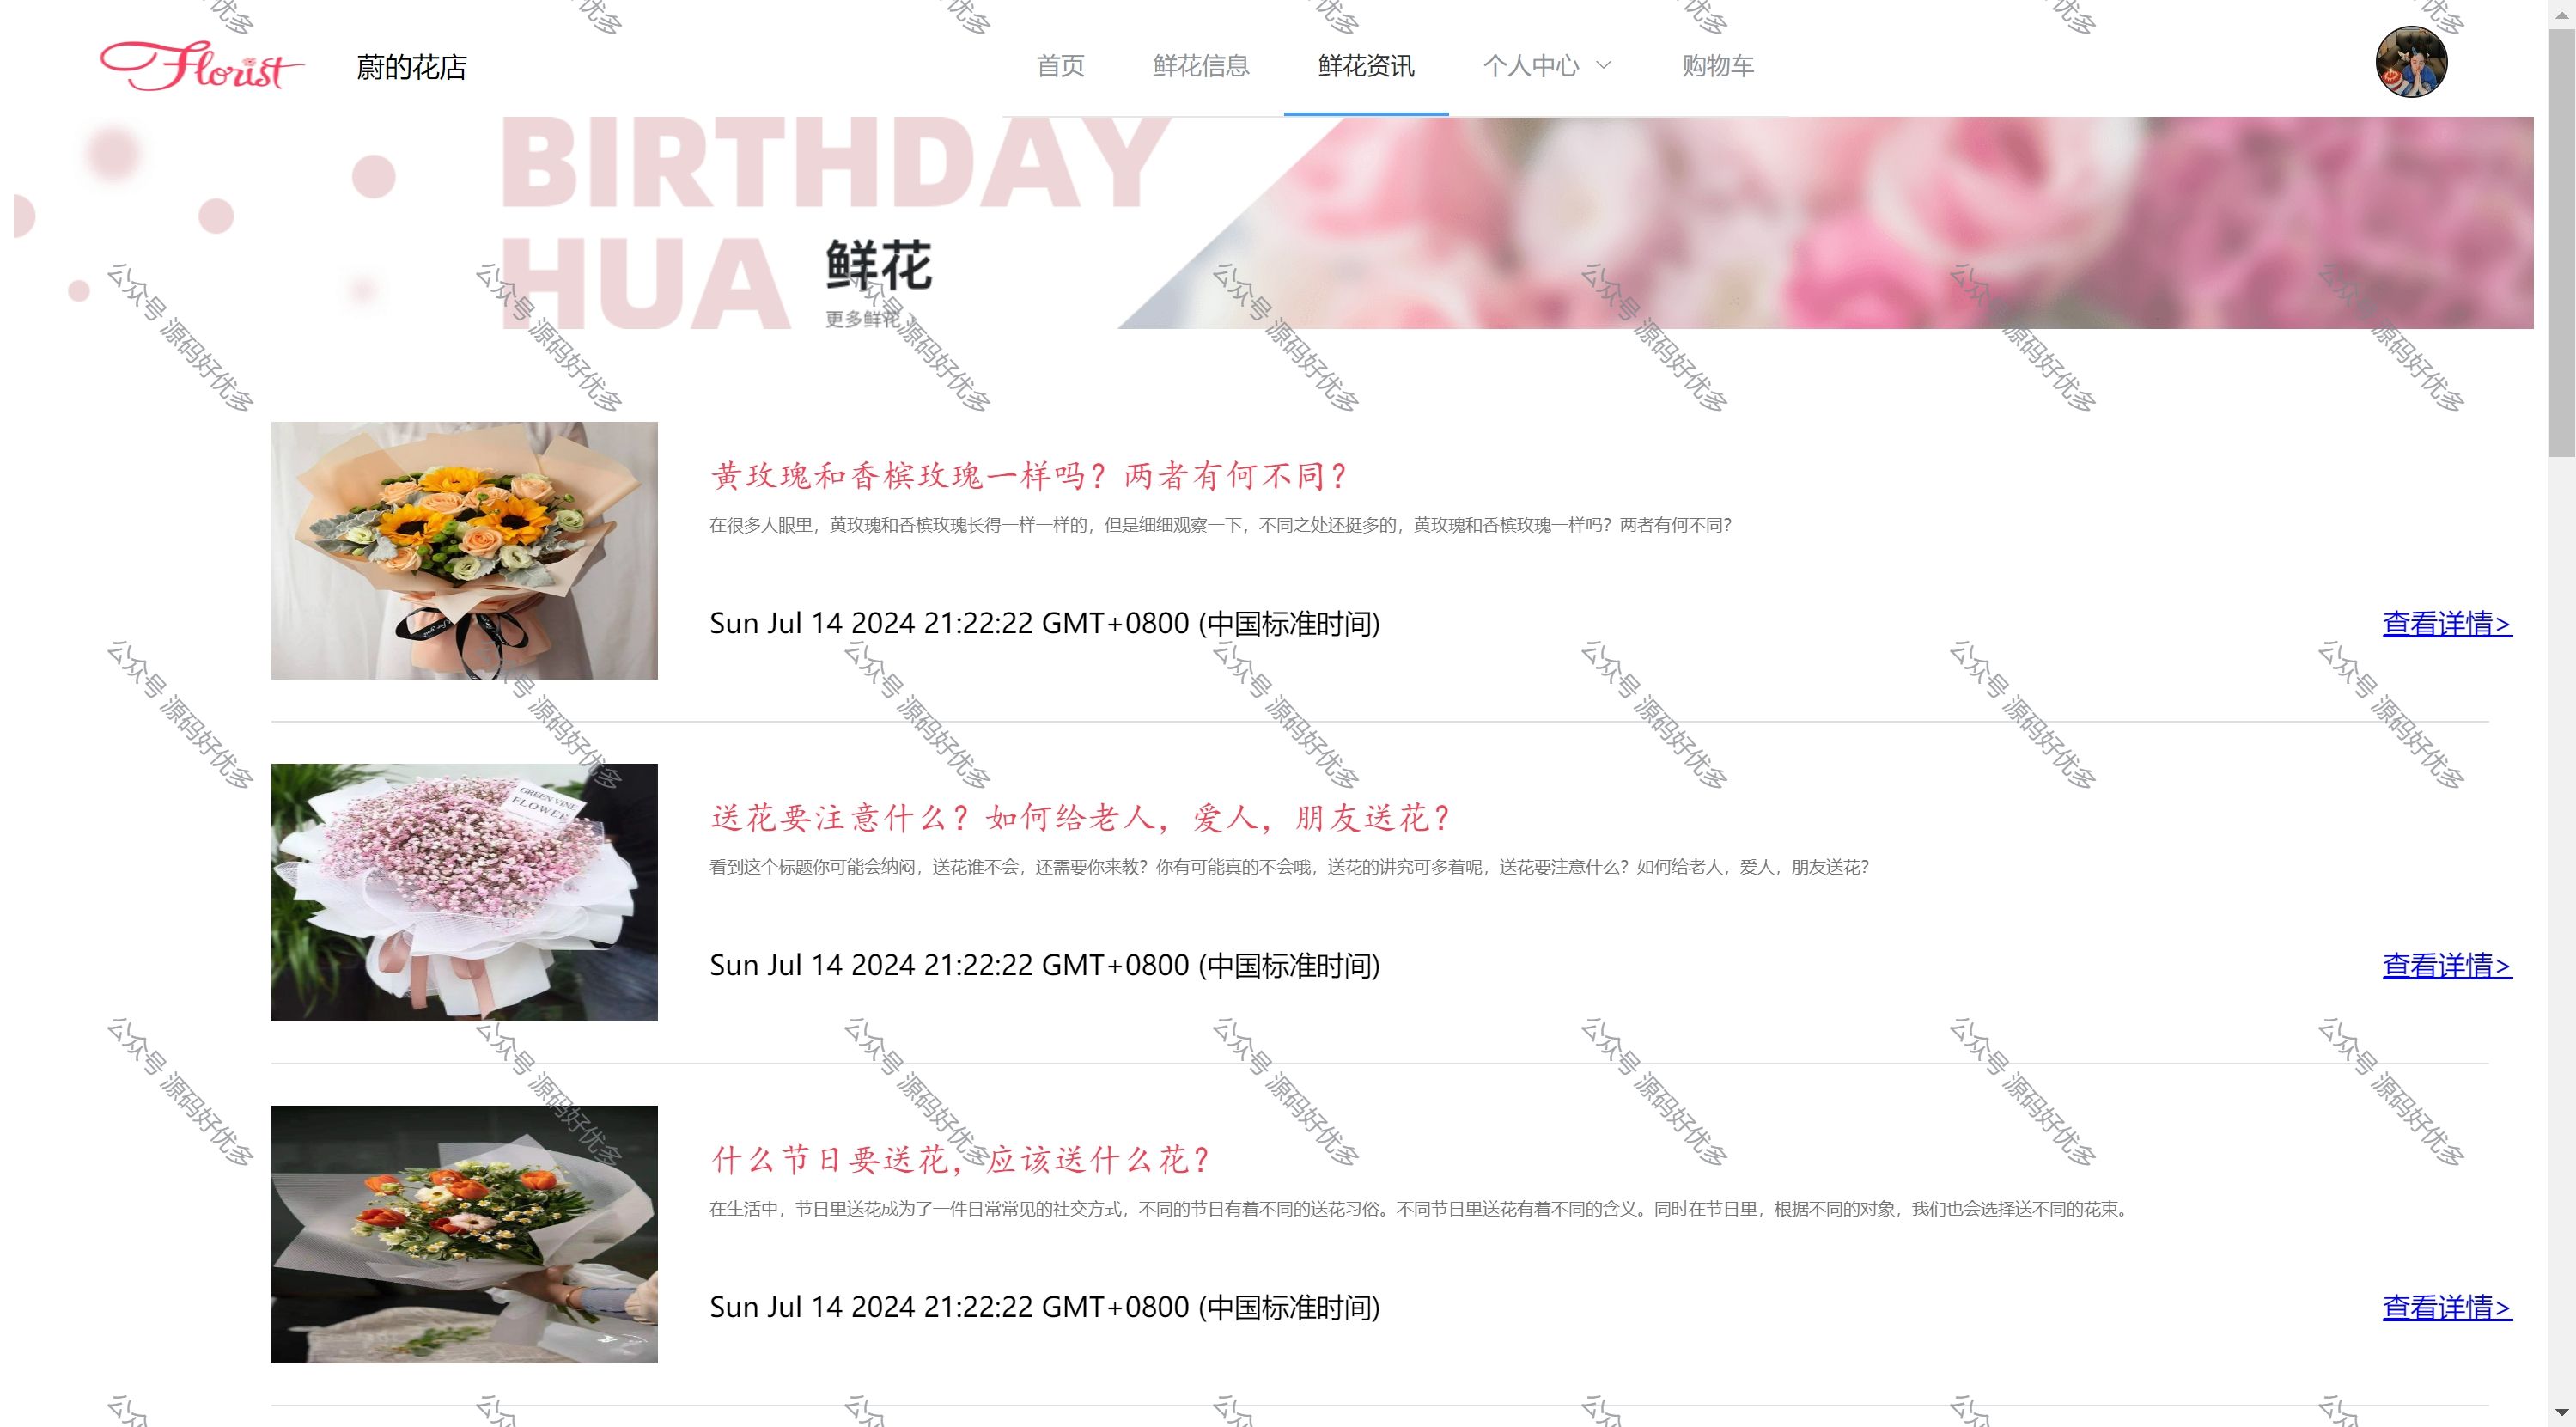 Florist
蔚的花店
首页
鲜花信息
鲜花资讯
个人中心
购物车
BIRTHDAY
HUA
鲜花
更多鲜花
黄玫瑰和香槟玫瑰一样吗？两者有何不同？
在很多人眼里，黄玫瑰和香槟玫瑰长得一样一样的，但是细细观察一下，不同之处还挺多的，黄玫瑰和香槟玫瑰一样吗？两者有何不同？
Sun Jul 14 2024 21:22:22 GMT+0800 (中国标准时间)
查看详情>
GREEN VINE
FLOWER
送花要注意什么？如何给老人，爱人，朋友送花？
看到这个标题你可能会纳闷，送花谁不会，还需要你来教？你有可能真的不会哦，送花的讲究可多着呢，送花要注意什么？如何给老人，爱人，朋友送花？
Sun Jul 14 2024 21:22:22 GMT+0800 (中国标准时间)
查看详情>
什么节日要送花，应该送什么花？
在生活中，节日里送花成为了一件日常常见的社交方式，不同的节日有着不同的送花习俗。不同节日里送花有着不同的含义。同时在节日里，根据不同的对象，我们也会选择送不同的花束。
Sun Jul 14 2024 21:22:22 GMT+0800 (中国标准时间)
查看详情>
公众号 源码好优多